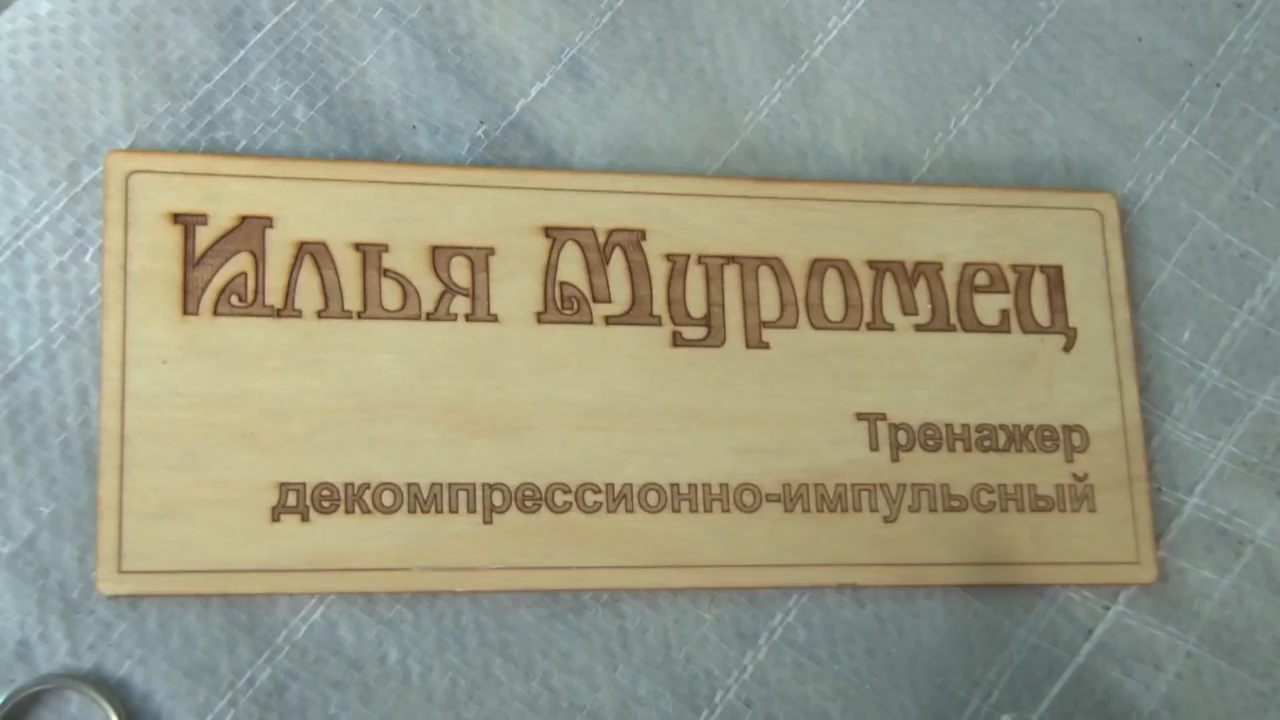 Илья Муромец
Тренажер
декомпрессионно-импульсный